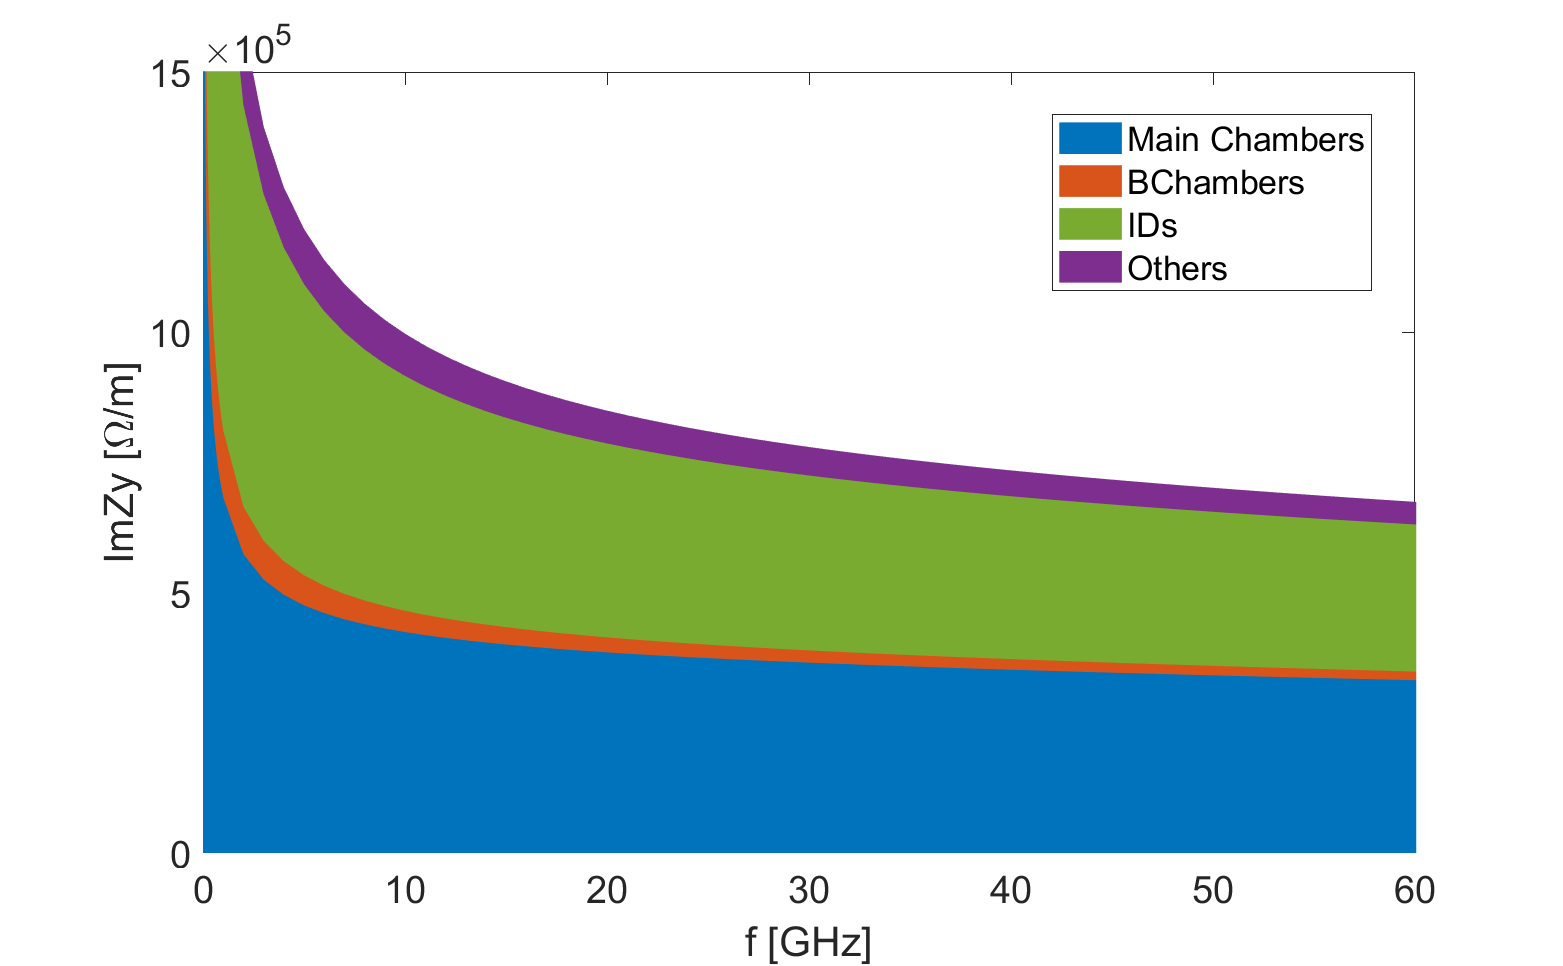 ×10⁵
15
10
5
0
ImZy [Ω/m]
0 10 20 30 40 50 60
f [GHz]
Main Chambers
BChambers
IDs
Others